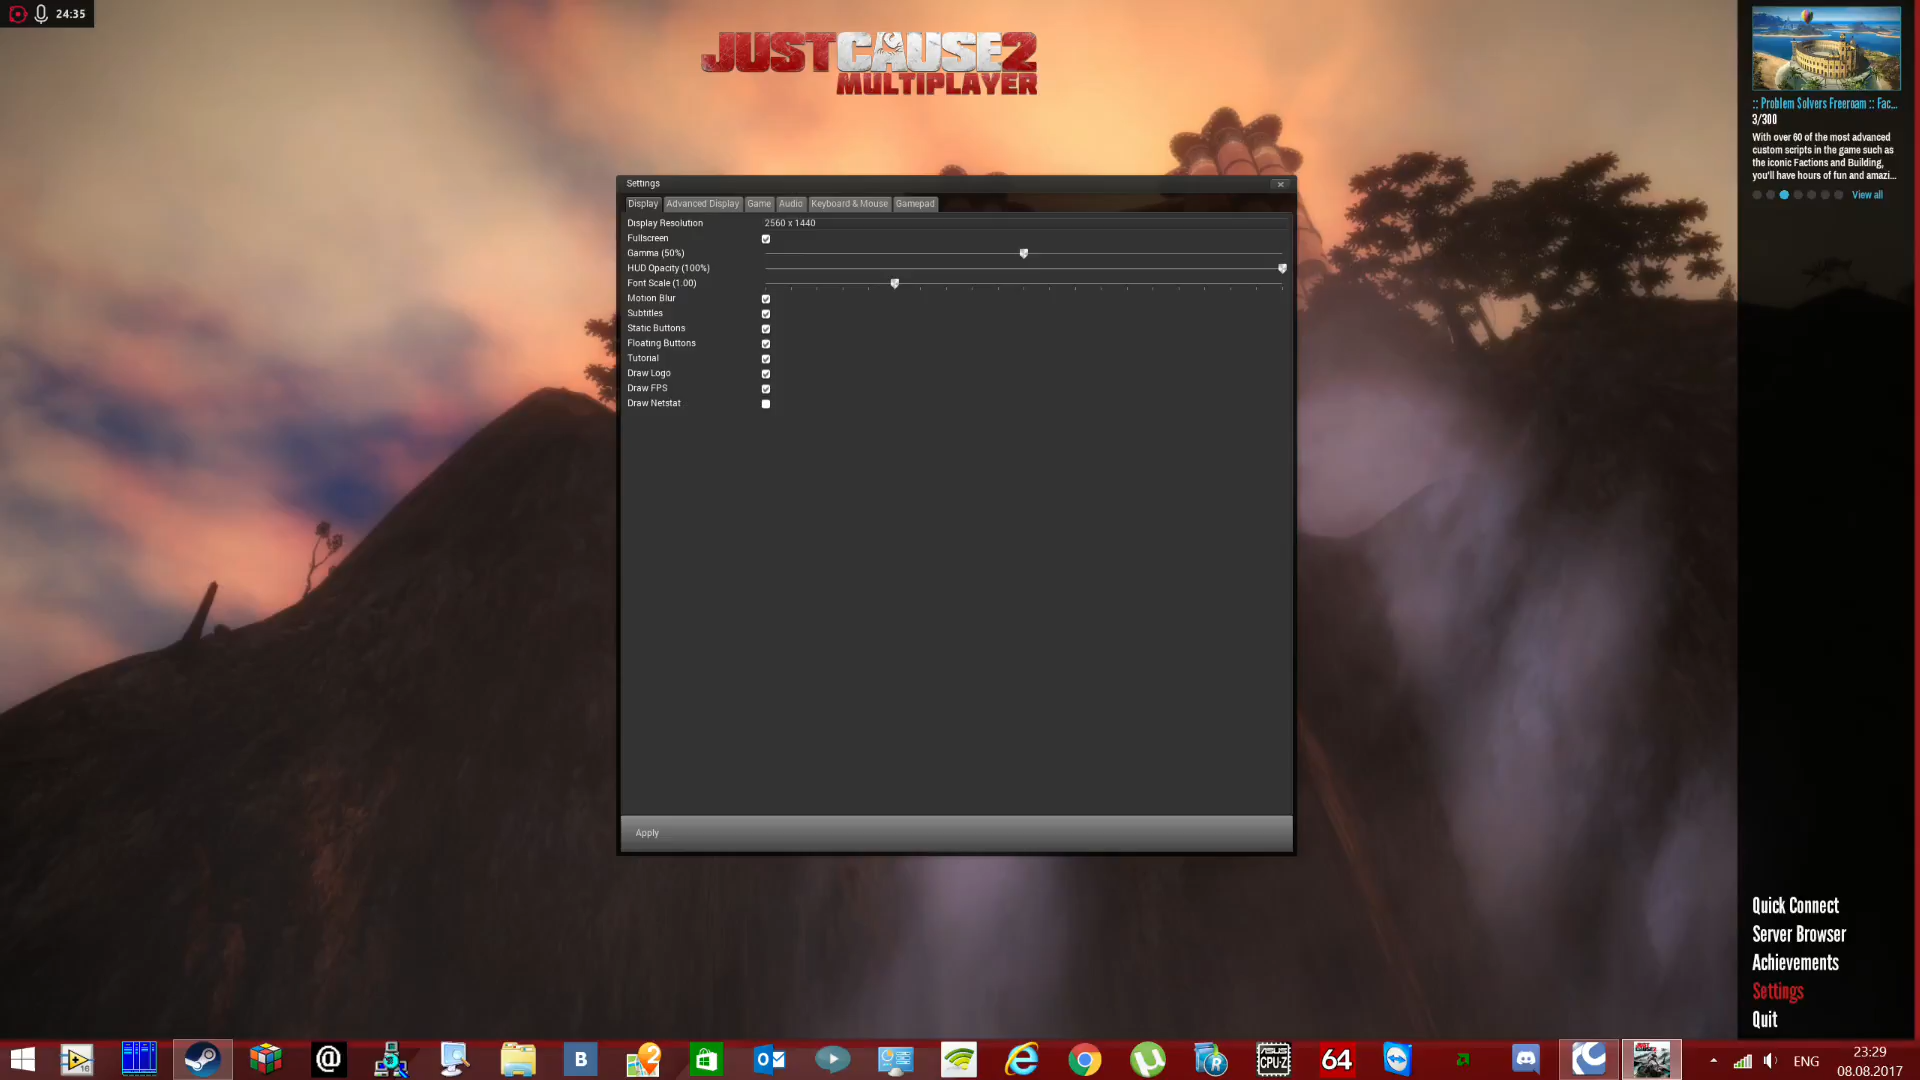 24:35
JUST CAUSE 2
MULTIPLAYER
:: Problem Solvers Freeroam :: Fac...
3/300
With over 60 of the most advanced
custom scripts in the game such as
the iconic Factions and Building,
you'll have hours of fun and amazi...
View all
Settings
Display Advanced Display Game Audio Keyboard & Mouse Gamepad
Display Resolution 2560 x 1440
Fullscreen
Gamma (50%)
HUD Opacity (100%)
Font Scale (1.00)
Motion Blur
Subtitles
Static Buttons
Floating Buttons
Tutorial
Draw Logo
Draw FPS
Draw Netstat
Apply
Quick Connect
Server Browser
Achievements
Settings
Quit
16
@
B
2
ASUS
CPU-Z
64
ENG
23:29
08.08.2017